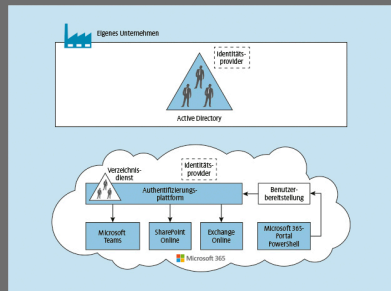 Eigenes Unternehmen
Identitäts-
provider
Active Directory
Verzeichnis-
dienst
Identitäts-
provider
Authentifizierungs-
plattform
Benutzer-
bereitstellung
Microsoft
Teams
SharePoint
Online
Exchange
Online
Microsoft 365-
Portal
PowerShell
Microsoft 365